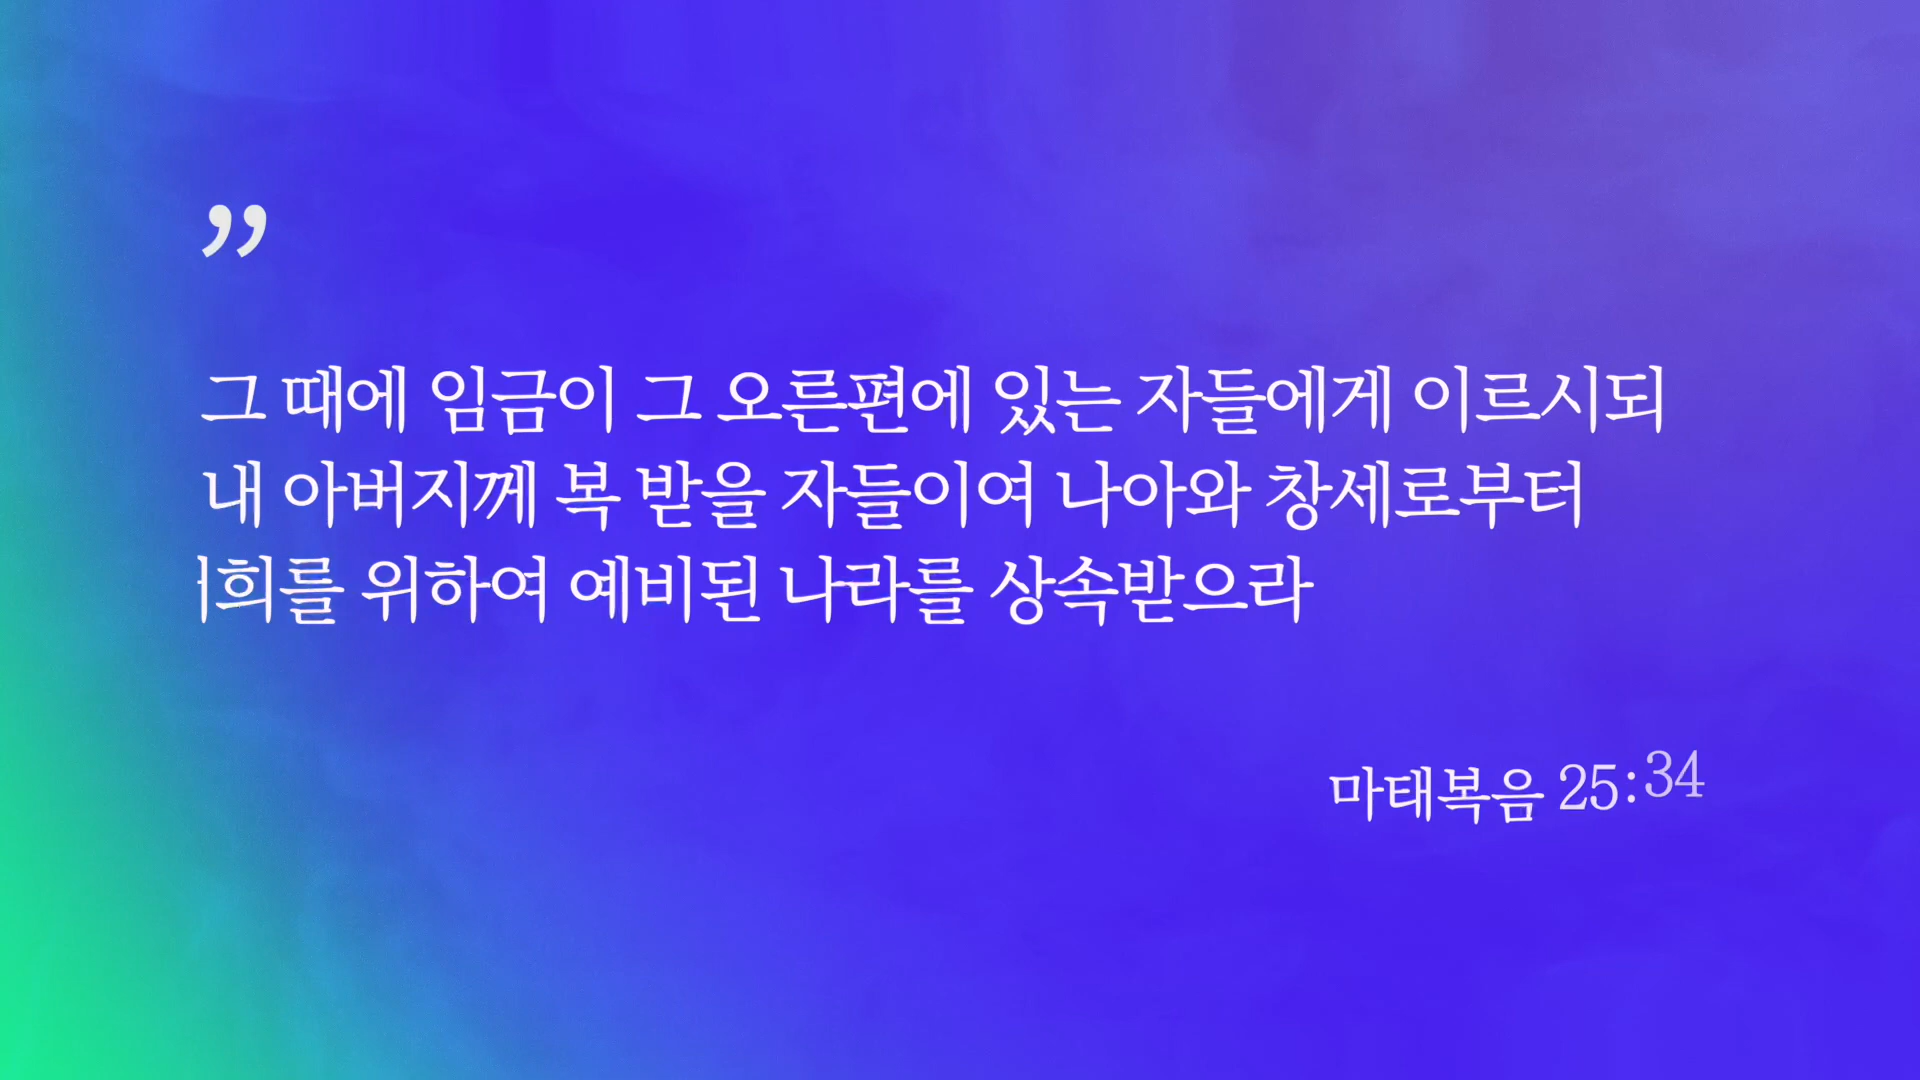 ”
그 때에 임금이 그 오른편에 있는 자들에게 이르시되
내 아버지께 복 받을 자들이여 나아와 창세로부터
위하여 예비된 나라를 상속받으라
마태복음 25:34